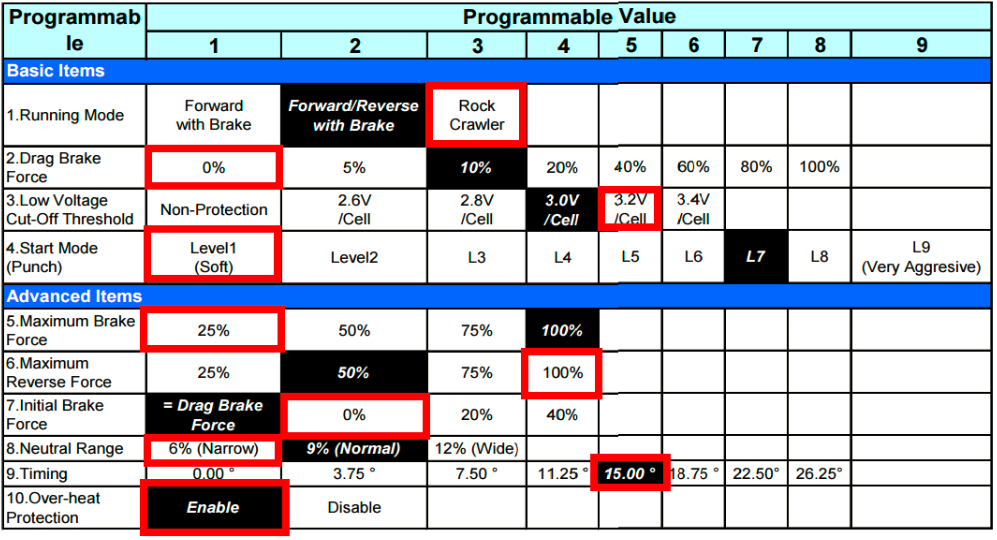 Programmab
le
Programmable Value
1 2 3 4 5 6 7 8 9
Basic Items
1.Running Mode
Forward
with Brake
Forward/Reverse
with Brake
Rock
Crawler
2.Drag Brake
Force
0% 5% 10% 20% 40% 60% 80% 100%
3.Low Voltage
Cut-Off Threshold
Non-Protection
2.6V
/Cell
2.8V
/Cell
3.0V
/Cell
3.2V
/Cell
3.4V
/Cell
4.Start Mode
(Punch)
Level1
(Soft)
Level2 L3 L4 L5 L6 L7 L8
L9
(Very Aggresive)
Advanced Items
5.Maximum Brake
Force
25% 50% 75% 100%
6.Maximum
Reverse Force
25% 50% 75% 100%
7.Initial Brake
Force
= Drag Brake
Force
0% 20% 40%
8.Neutral Range 6% (Narrow) 9% (Normal) 12% (Wide)
9.Timing 0.00 ° 3.75 ° 7.50 ° 11.25 ° 15.00 ° 18.75 ° 22.50° 26.25°
10.Over-heat
Protection
Enable Disable